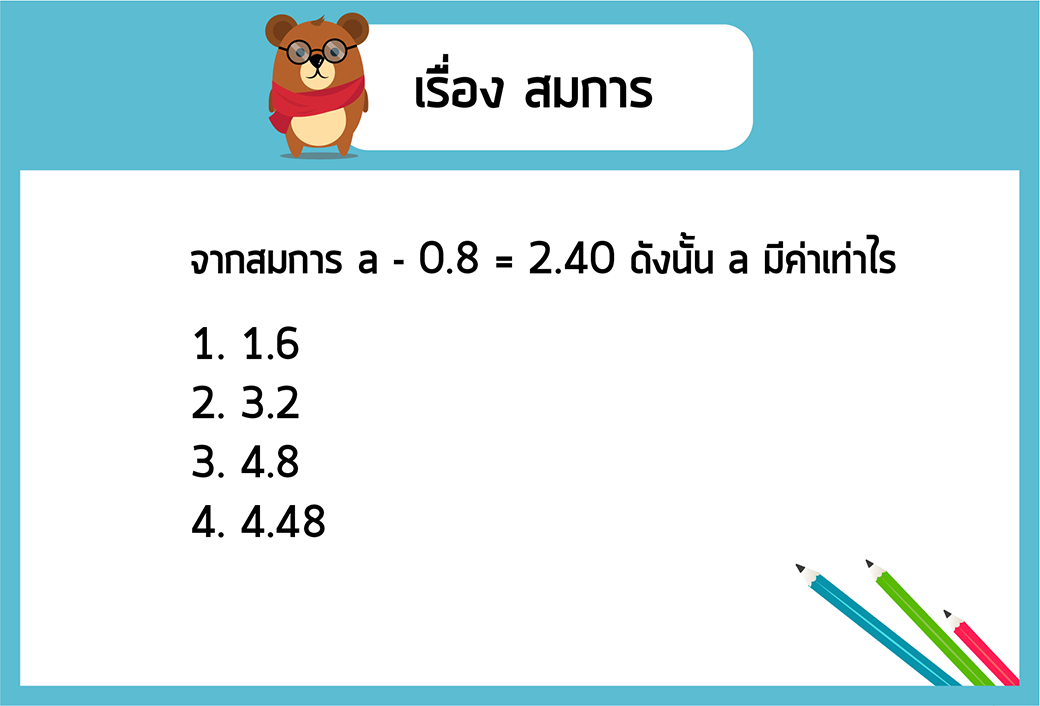 เรื่อง สมการ
จากสมการ a - 0.8 = 2.40 ดังนั้น a มีค่าเท่าไร
1. 1.6
2. 3.2
3. 4.8
4. 4.48